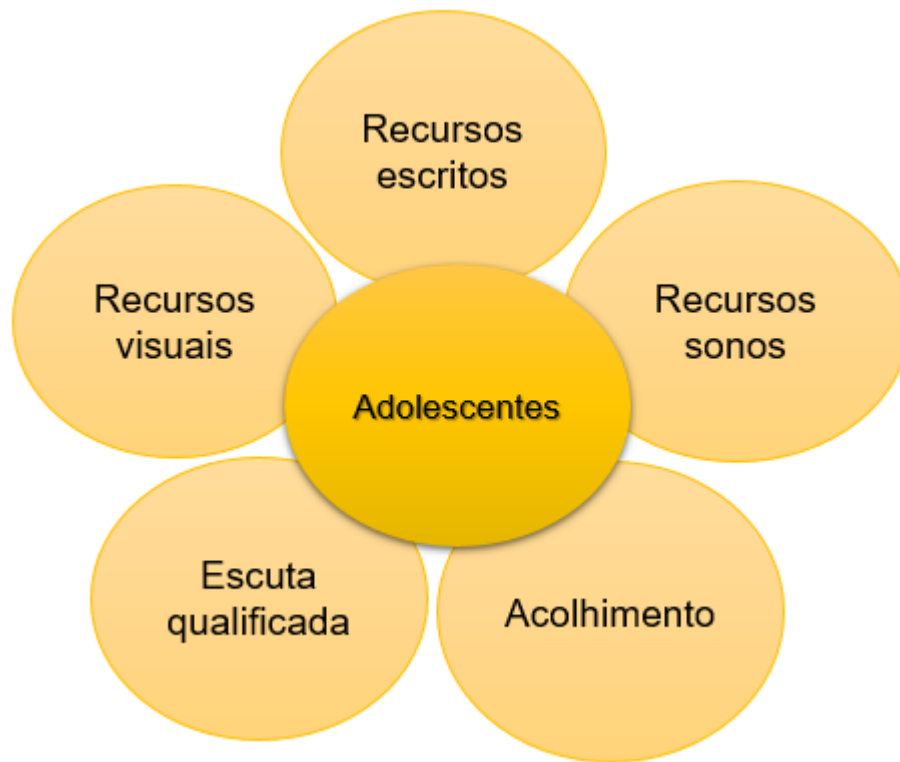 Recursos
escritos
Recursos
visuais
Recursos
sonos
Adolescentes
Escuta
qualificada
Acolhimento